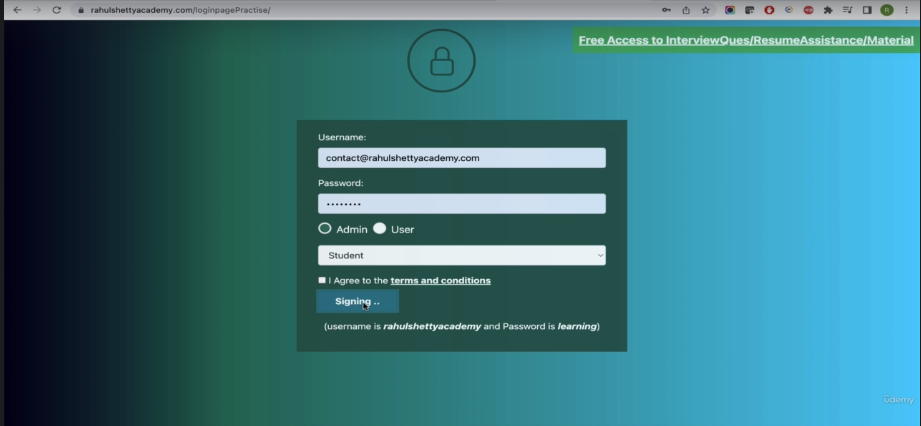 rahulshettyacademy.com/loginpagePractise/
Free Access to InterviewQues/ResumeAssistance/Material
Username:
contact@rahulshettyacademy.com
Password:
••••••••
Admin User
Student
I Agree to the terms and conditions
Signing ..
(username is rahulshettyacademy and Password is learning)
R
ûdemy